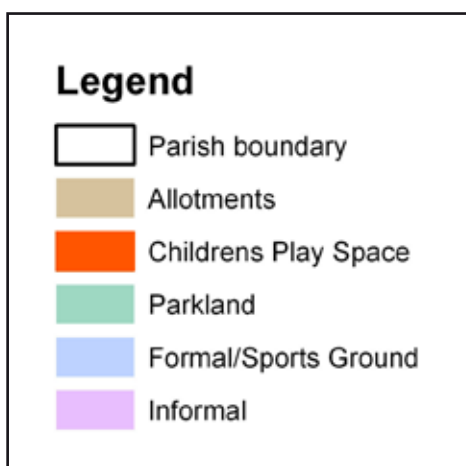 Legend
Parish boundary
Allotments
Childrens Play Space
Parkland
Formal/Sports Ground
Informal